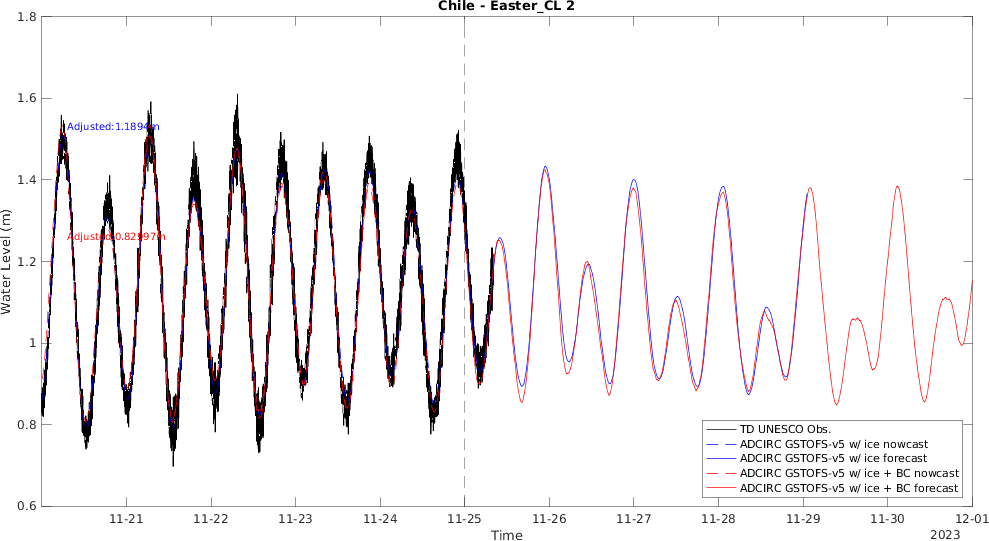 Chile - Easter_CL 2
1.8
1.6
1.4
1.2
1
0.8
0.6
Water Level (m)
Adjusted:1.1894m
Adjusted:0.82997m
11-21
11-22
11-23
11-24
11-25
11-26
11-27
11-28
11-29
11-30
12-01
Time
2023
TD UNESCO Obs.
ADCIRC GSTOFS-v5 w/ ice nowcast
ADCIRC GSTOFS-v5 w/ ice forecast
ADCIRC GSTOFS-v5 w/ ice + BC nowcast
ADCIRC GSTOFS-v5 w/ ice + BC forecast